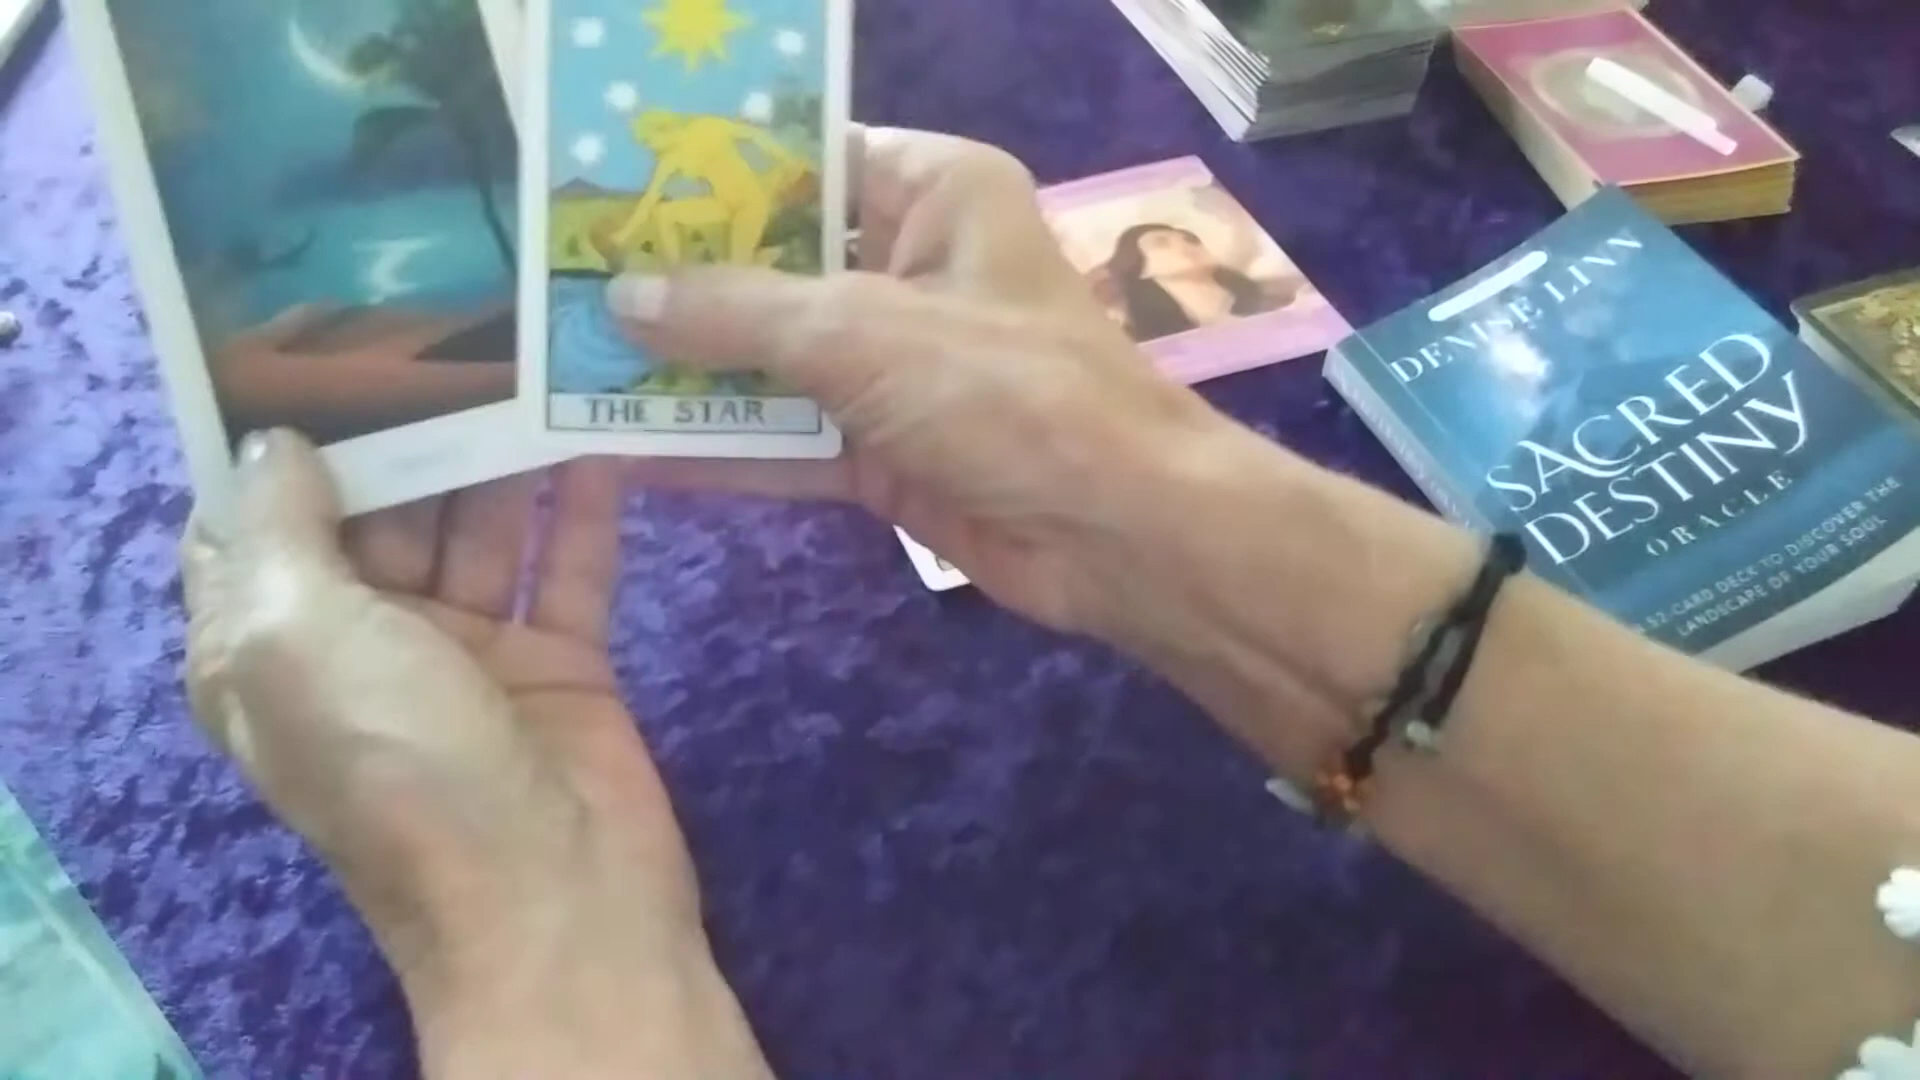 THE STAR
DENISE LINN
SACRED
DESTINY
ORACLE
52-CARD DECK TO DISCOVER THE
LANDSCAPE OF YOUR SOUL